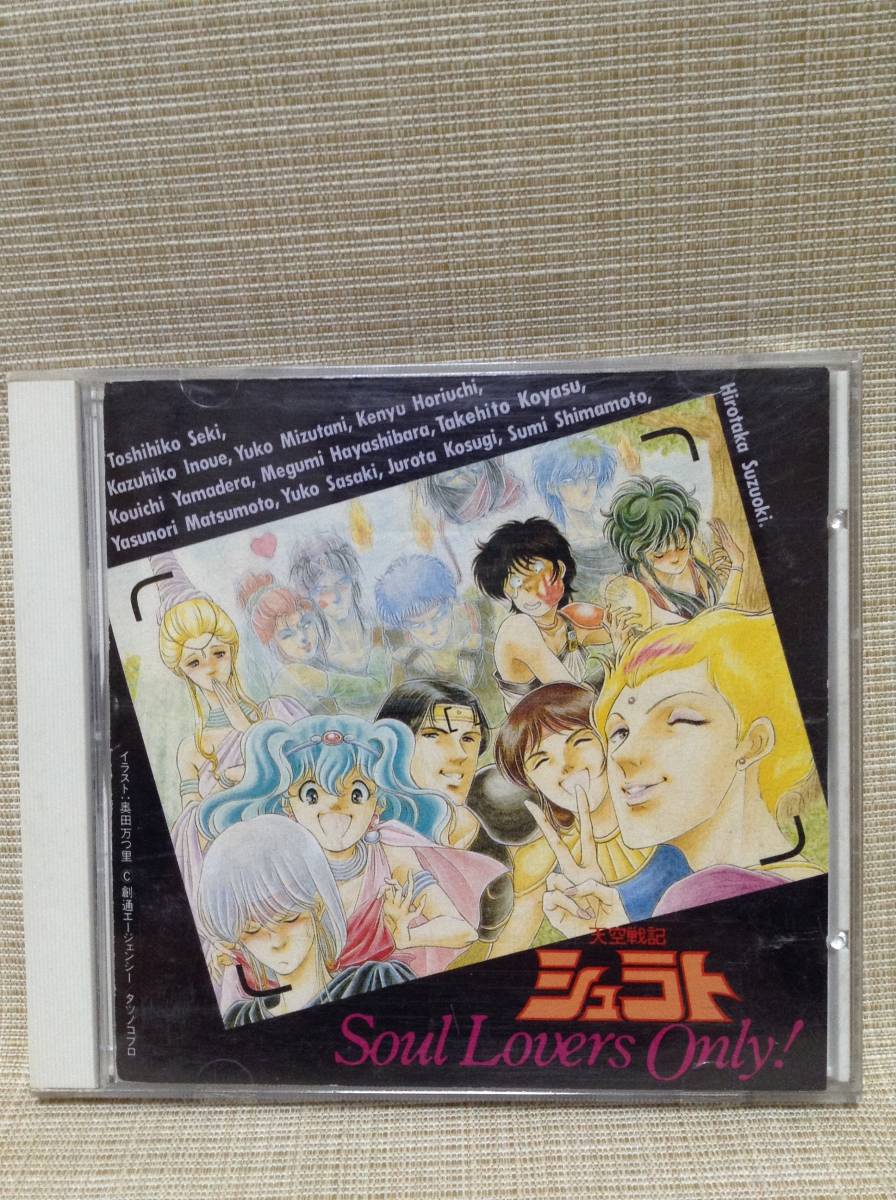 Toshihiko Seki,
Kazuhiko Inoue, Yuko Mizutani, Kenyu Horiuchi,
Kouichi Yamadera, Megumi Hayashibara, Takehito Koyasu,
Yasunori Matsumoto, Yuko Sasaki, Jurota Kosugi, Sumi Shimamoto,
Hirotaka Suzuoki.
イラスト:奥田万つ里 C 創通エージェンシー タツノコプロ
天空戦記
シュラト
Soul Lovers Only!